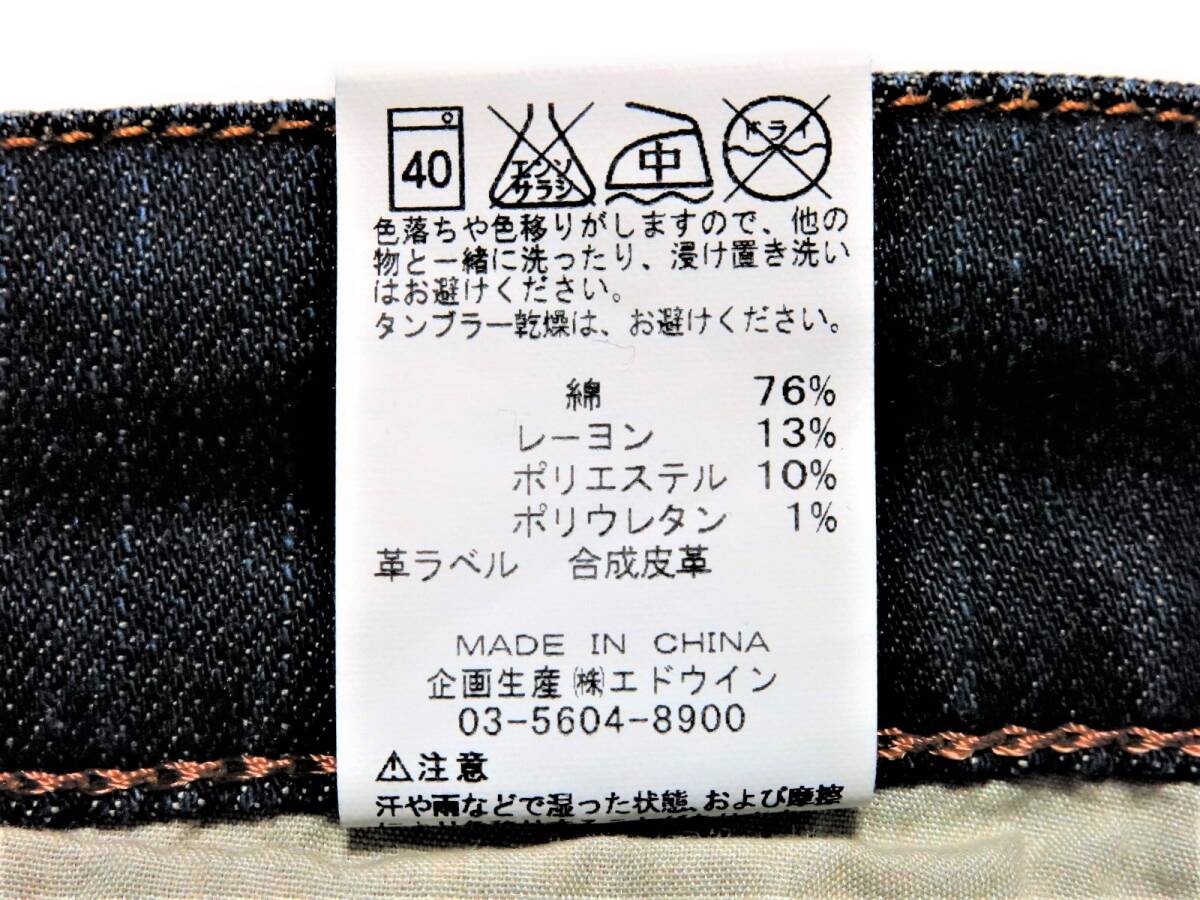 40 エンソ サラシ 中 ドライ
色落ちや色移りがしますので、他の
物と一緒に洗ったり、浸け置き洗い
はお避けください。
タンブラー乾燥は、お避けください。
綿 76%
レーヨン 13%
ポリエステル 10%
ポリウレタン 1%
革ラベル 合成皮革
MADE IN CHINA
企画生産㈱エドウイン
03-5604-8900
⚠注意
汗や雨などで湿った状態、および摩擦